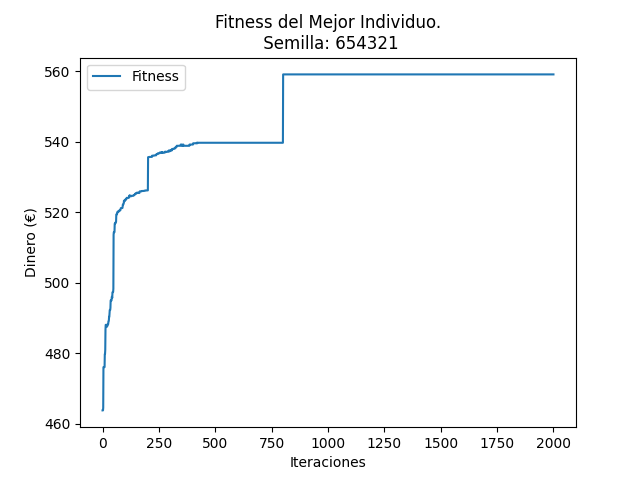 Fitness del Mejor Individuo.
Semilla: 654321
Fitness
560
540
520
500
480
460
Dinero (€)
0 250 500 750 1000 1250 1500 1750 2000
Iteraciones